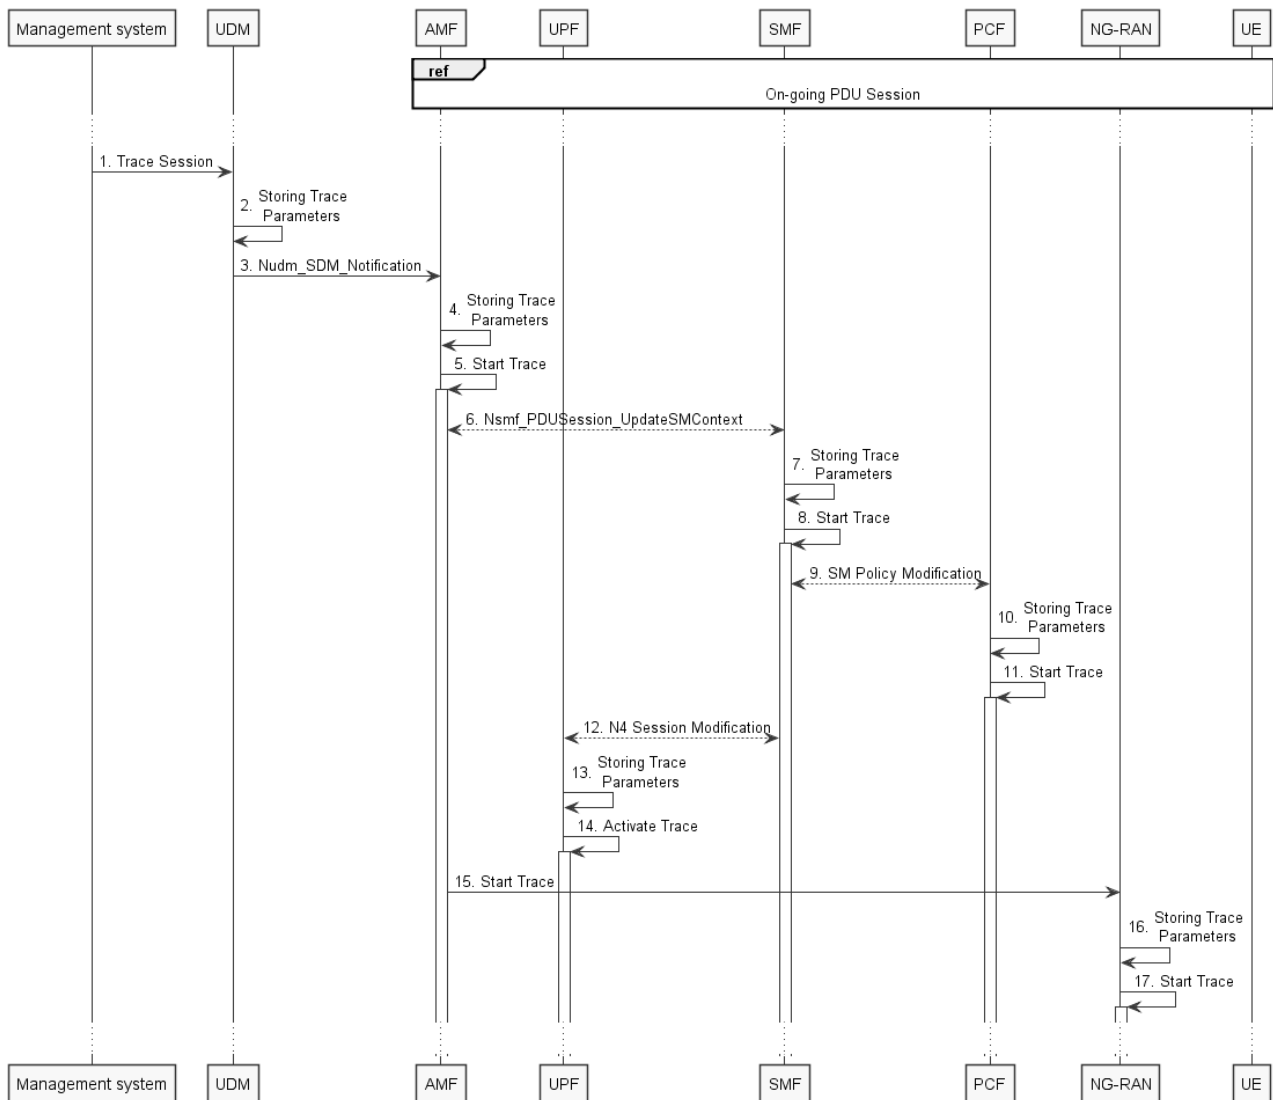 Management system UDM AMF UPF SMF PCF NG-RAN UE
ref
On-going PDU Session
1. Trace Session
2. Storing Trace
Parameters
3. Nudm_SDM_Notification
4. Storing Trace
Parameters
5. Start Trace
6. Nsmf_PDUSession_UpdateSMContext
7. Storing Trace
Parameters
8. Start Trace
9. SM Policy Modification
10. Storing Trace
Parameters
11. Start Trace
12. N4 Session Modification
13. Storing Trace
Parameters
14. Activate Trace
15. Start Trace
16. Storing Trace
Parameters
17. Start Trace
Management system UDM AMF UPF SMF PCF NG-RAN UE